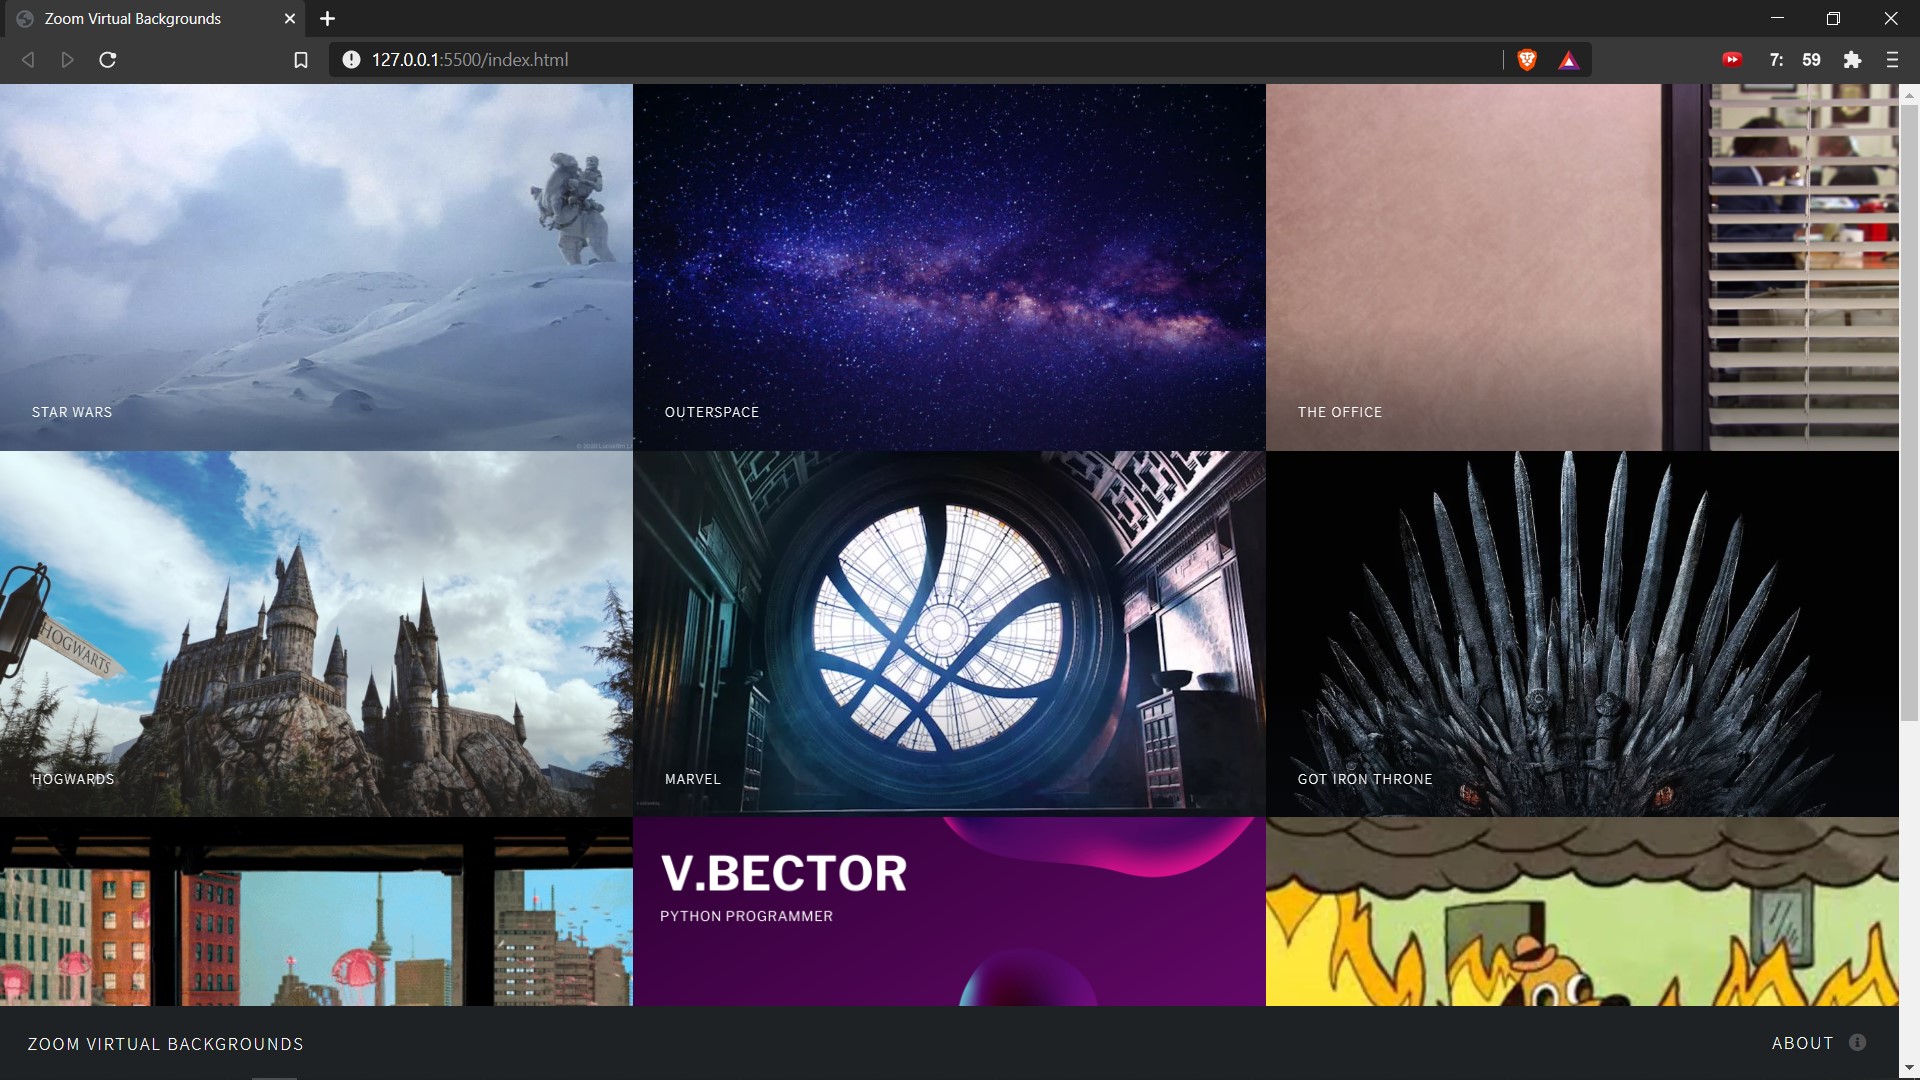 Zoom Virtual Backgrounds
127.0.0.1:5500/index.html
7: 59
STAR WARS
OUTERSPACE
THE OFFICE
HOGWARTS
HOGWARDS
MARVEL
GOT IRON THRONE
V.BECTOR
PYTHON PROGRAMMER
ZOOM VIRTUAL BACKGROUNDS
ABOUT